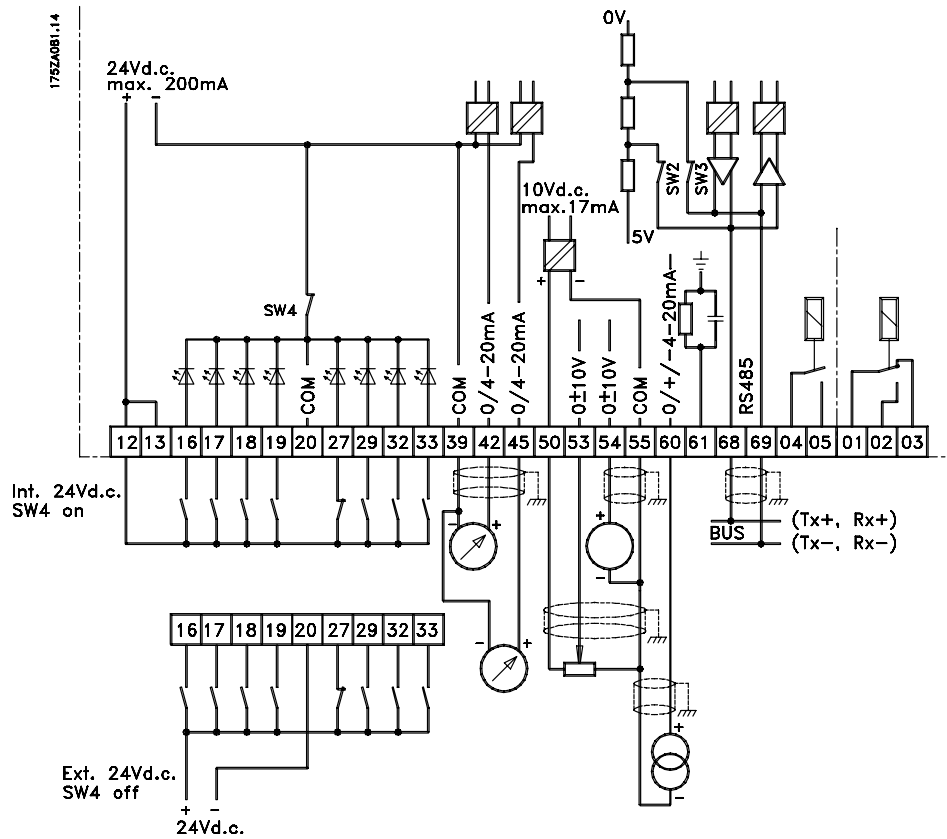 175ZA081.14
0V
24Vd.c.
max. 200mA
+ −
SW2
SW3
10Vd.c.
max.17mA
5V
+ −
SW4
COM
COM
0/4-20mA
0/4-20mA
0±10V
0±10V
COM
0/+/-4-20mA
RS485
12 13 16 17 18 19 20 27 29 32 33 39 42 45 50 53 54 55 60 61 68 69 04 05 01 02 03
Int. 24Vd.c.
SW4 on
− +
+
−
BUS
(Tx+, Rx+)
(Tx-, Rx-)
16 17 18 19 20 27 29 32 33
− +
+
−
Ext. 24Vd.c.
SW4 off
+ −
24Vd.c.